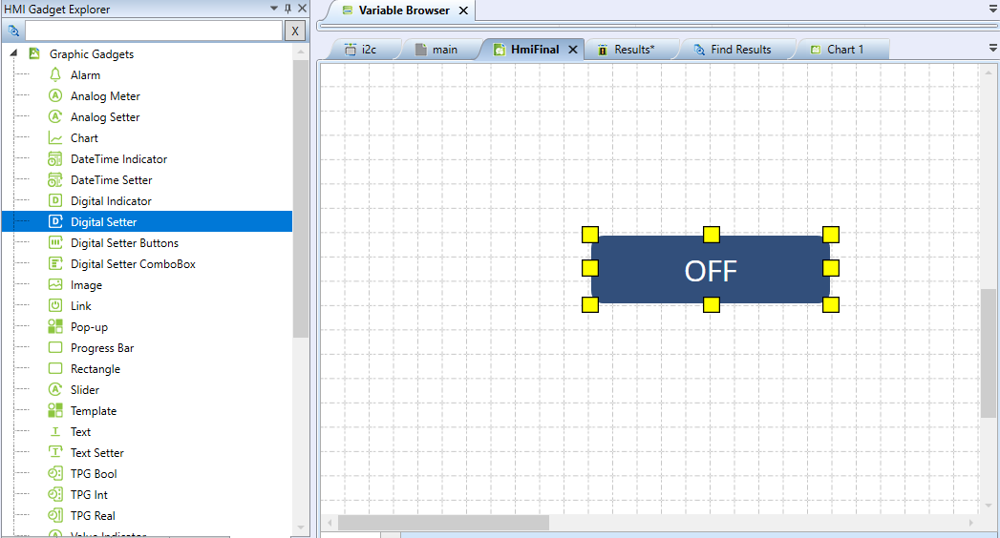 HMI Gadget Explorer
X
Graphic Gadgets
Alarm
Analog Meter
Analog Setter
Chart
DateTime Indicator
DateTime Setter
Digital Indicator
Digital Setter
Digital Setter Buttons
Digital Setter ComboBox
Image
Link
Pop-up
Progress Bar
Rectangle
Slider
Template
Text
Text Setter
TPG Bool
TPG Int
TPG Real
Value Indicator
Variable Browser
i2c main HmiFinal Results* Find Results Chart 1
OFF